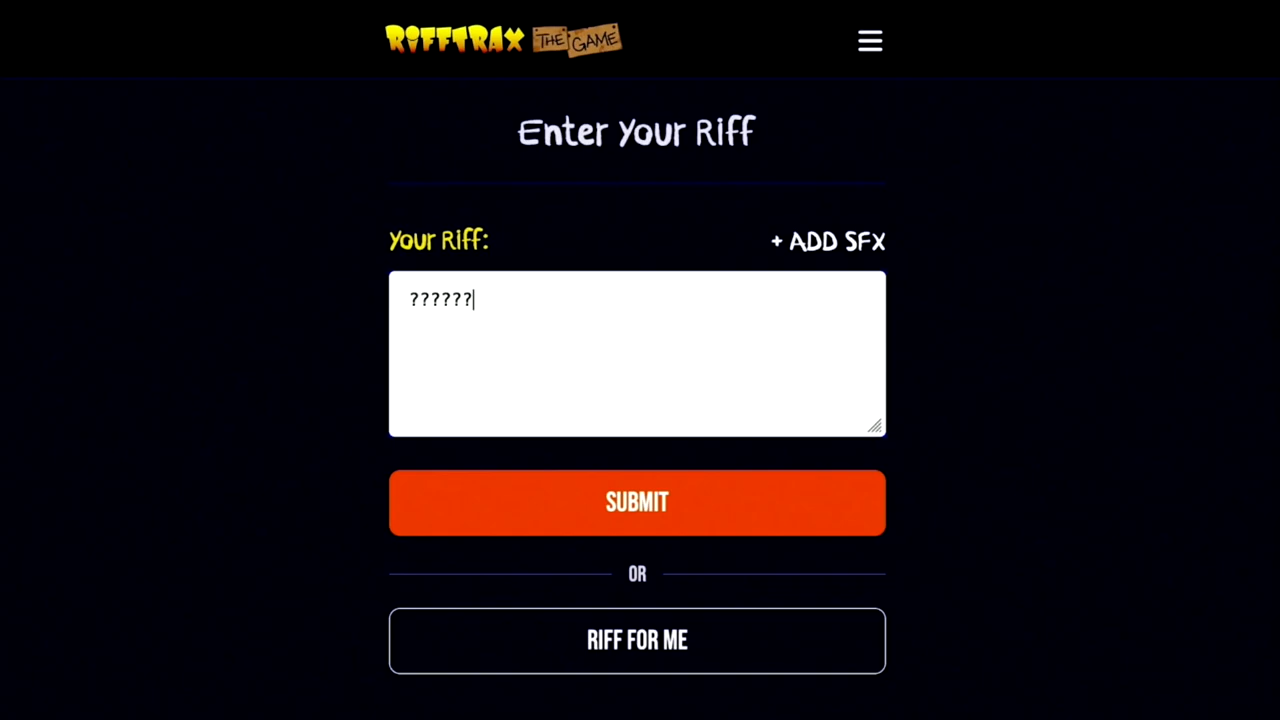 RiffTRAX THE GAME
Enter Your Riff
Your Riff:
+ ADD SFX
??????
SUBMIT
OR
RIFF FOR ME